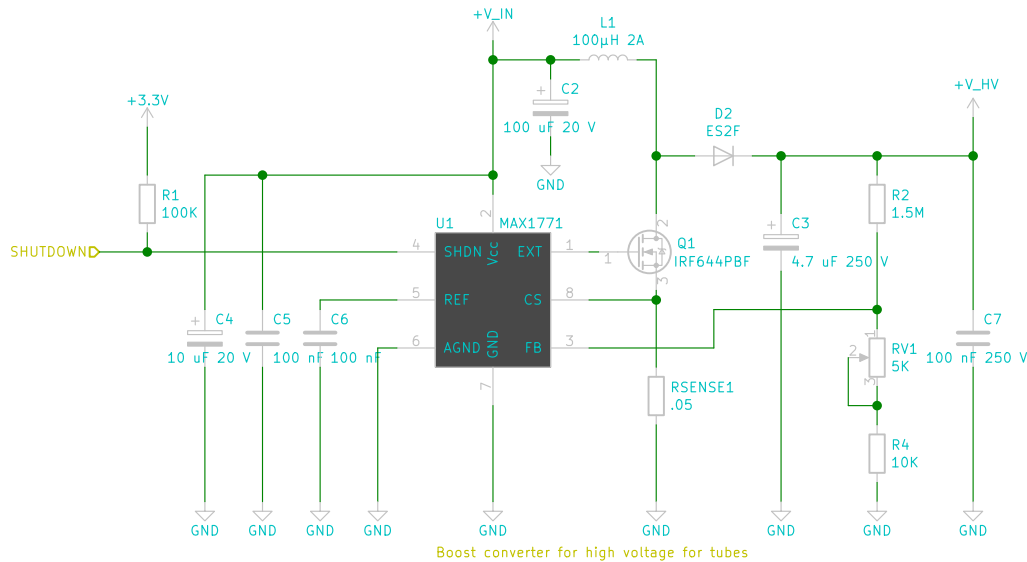 +V_IN
L1
100µH 2A
+3.3V
C2
100 uF 20 V
GND
D2
ES2F
+V_HV
R1
100K
SHUTDOWN
U1
MAX1771
2
4
SHDN
Vcc
EXT
1
5
REF
CS
8
6
AGND
GND
FB
3
7
2
1
3
Q1
IRF644PBF
C3
4.7 uF 250 V
R2
1.5M
C4
10 uF 20 V
C5
100 nF
C6
100 nF
RSENSE1
.05
1
2
3
RV1
5K
C7
100 nF 250 V
R4
10K
GND
GND
GND
GND
GND
GND
GND
GND
GND
Boost converter for high voltage for tubes